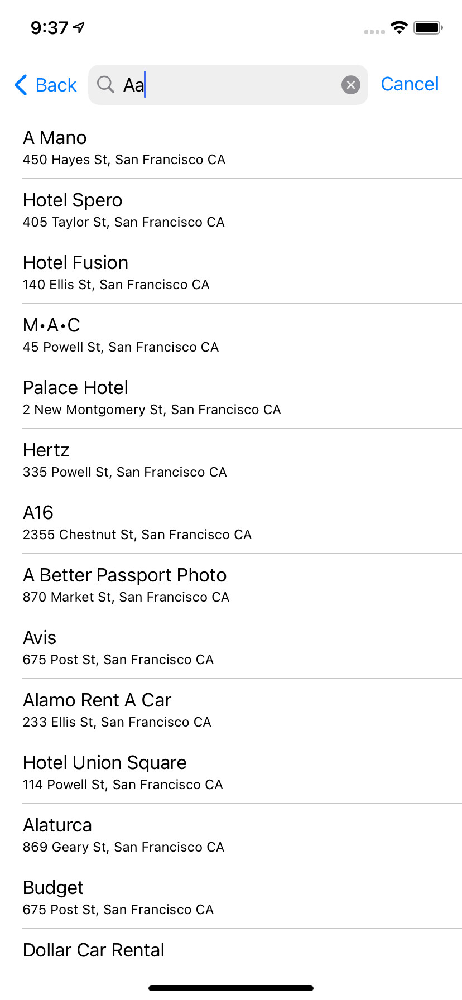 9:37
Back
Aa
Cancel
A Mano
450 Hayes St, San Francisco CA
Hotel Spero
405 Taylor St, San Francisco CA
Hotel Fusion
140 Ellis St, San Francisco CA
M•A•C
45 Powell St, San Francisco CA
Palace Hotel
2 New Montgomery St, San Francisco CA
Hertz
335 Powell St, San Francisco CA
A16
2355 Chestnut St, San Francisco CA
A Better Passport Photo
870 Market St, San Francisco CA
Avis
675 Post St, San Francisco CA
Alamo Rent A Car
233 Ellis St, San Francisco CA
Hotel Union Square
114 Powell St, San Francisco CA
Alaturca
869 Geary St, San Francisco CA
Budget
675 Post St, San Francisco CA
Dollar Car Rental